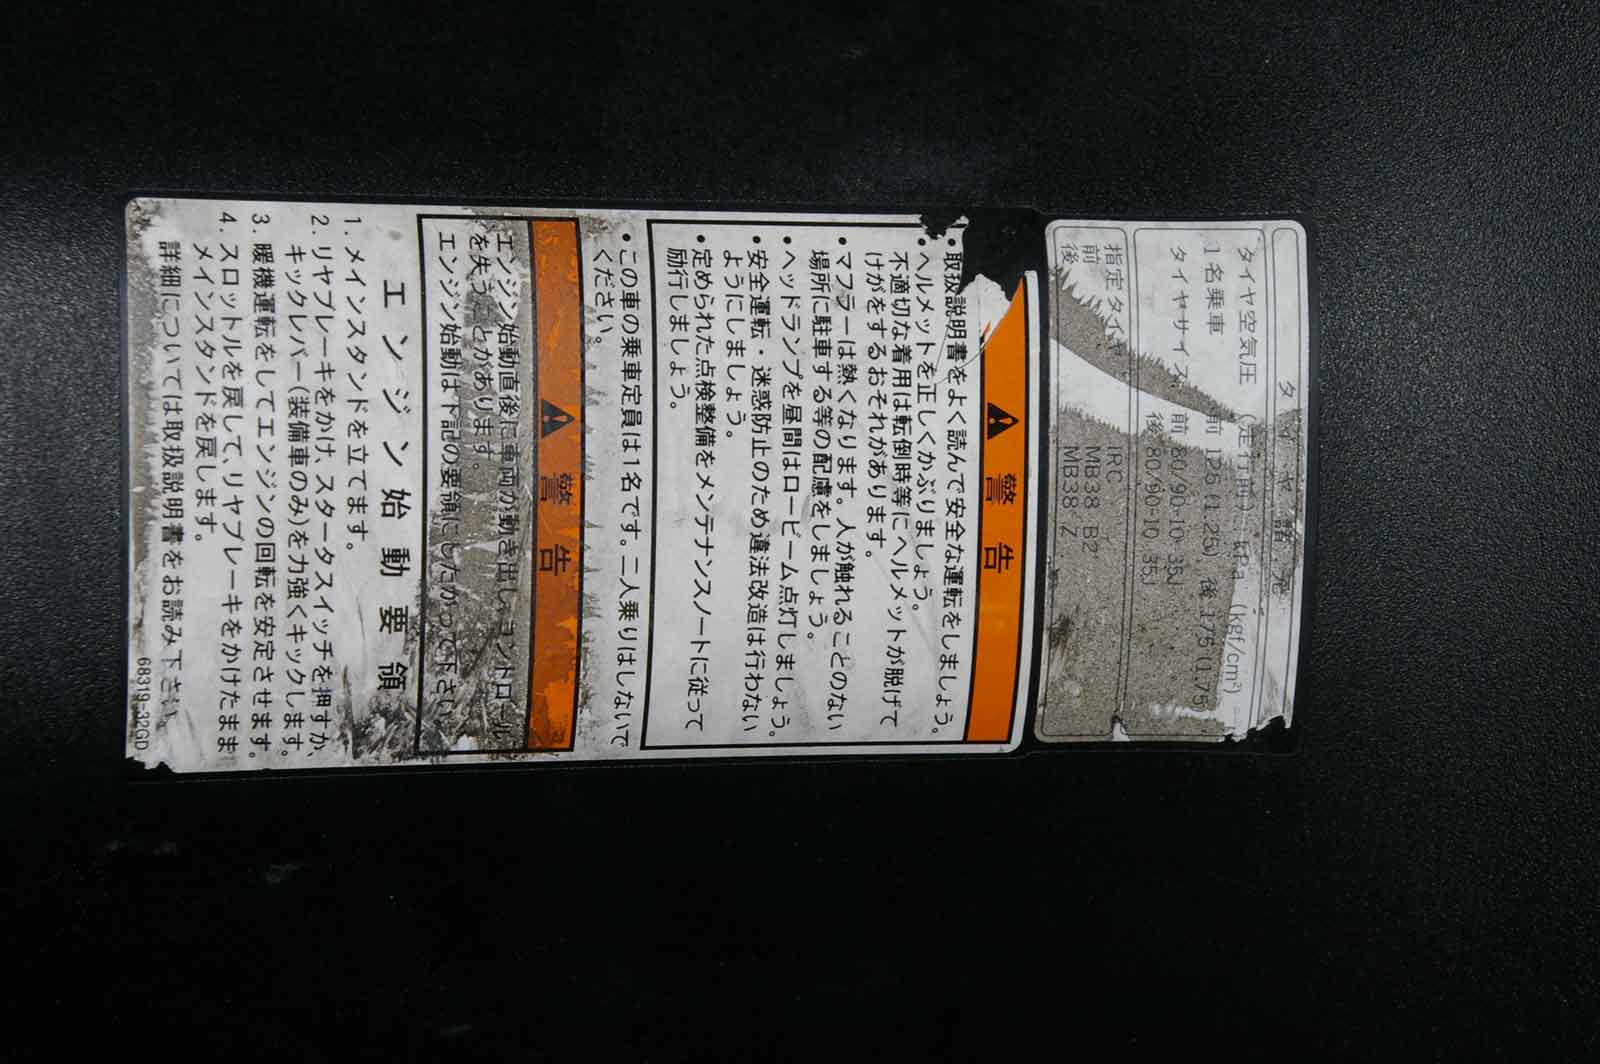 タイヤ諸元
タイヤ空気圧 (走行前) kPa (kgf/cm²)
1名乗車 前 125 (1.25), 後 175 (1.75)
タイヤサイズ 前 80/90-10 35J
後 80/90-10 35J
指定タイヤ IRC
前 MB38 B2
後 MB38 Z
警告
・取扱説明書をよく読んで安全な運転をしましょう。
・ヘルメットを正しくかぶりましょう。
不適切な着用は転倒時等にヘルメットが脱げて
けがをするおそれがあります。
・マフラーは熱くなります。人が触れることのない
場所に駐車する等の配慮をしましょう。
・ヘッドランプを昼間はロービーム点灯しましょう。
・安全運転・迷惑防止のため違法改造は行わない
ようにしましょう。
・定められた点検整備をメンテナンスノートに従って
励行しましょう。
・この車の乗車定員は1名です。二人乗りはしないで
ください。
警告
エンジン始動直後に車両が動き出し、コントロール
を失うことがあります。
エンジン始動は下記の要領にしたがって下さい。
エンジン始動要領
1. メインスタンドを立てます。
2. リヤブレーキをかけ、スタータスイッチを押すか、
キックレバー(装備車のみ)を力強くキックします。
3. 暖機運転をしてエンジンの回転を安定させます。
4. スロットルを戻して、リヤブレーキをかけたまま
メインスタンドを戻します。
詳細については取扱説明書をお読み下さい。
68319-32GD